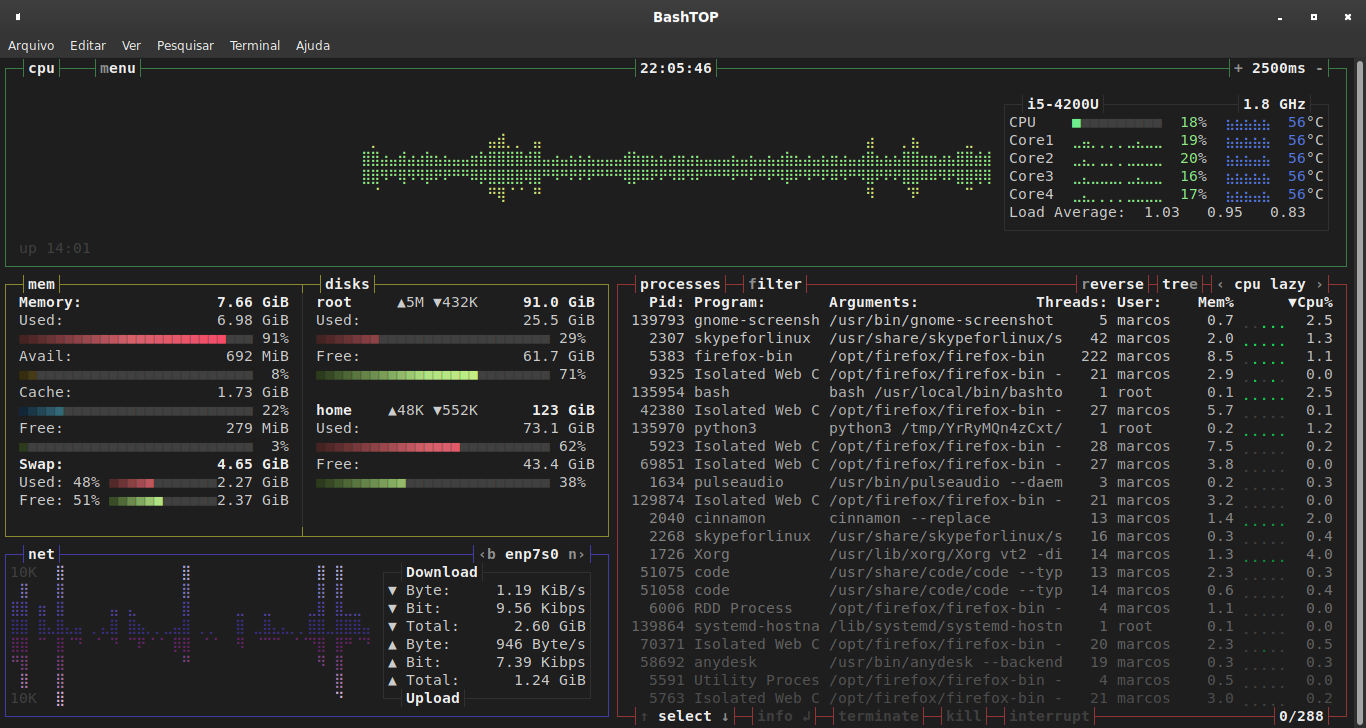 BashTOP
Arquivo Editar Ver Pesquisar Terminal Ajuda
cpu menu 22:05:46 + 2500ms -
i5-4200U 1.8 GHz
CPU 18% 56°C
Core1 19% 56°C
Core2 20% 56°C
Core3 16% 56°C
Core4 17% 56°C
Load Average: 1.03 0.95 0.83
up 14:01
mem
Memory: 7.66 GiB
Used: 6.98 GiB
91%
Avail: 692 MiB
8%
Cache: 1.73 GiB
22%
Free: 279 MiB
3%
Swap: 4.65 GiB
Used: 48% 2.27 GiB
Free: 51% 2.37 GiB
disks
root ▲5M ▼432K 91.0 GiB
Used: 25.5 GiB
29%
Free: 61.7 GiB
71%
home ▲48K ▼552K 123 GiB
Used: 73.1 GiB
62%
Free: 43.4 GiB
38%
net ‹b enp7s0 n›
10K
10K
Download
▼ Byte: 1.19 KiB/s
▼ Bit: 9.56 Kibps
▼ Total: 2.60 GiB
▲ Byte: 946 Byte/s
▲ Bit: 7.39 Kibps
▲ Total: 1.24 GiB
Upload
processes filter reverse tree ‹ cpu lazy ›
Pid: Program: Arguments: Threads: User: Mem% ▼Cpu%
139793 gnome-screensh /usr/bin/gnome-screenshot 5 marcos 0.7 2.5
2307 skypeforlinux /usr/share/skypeforlinux/s 42 marcos 2.0 1.3
5383 firefox-bin /opt/firefox/firefox-bin 222 marcos 8.5 1.1
9325 Isolated Web C /opt/firefox/firefox-bin - 21 marcos 2.9 0.0
135954 bash bash /usr/local/bin/bashto 1 root 0.1 2.5
42380 Isolated Web C /opt/firefox/firefox-bin - 27 marcos 5.7 0.1
135970 python3 python3 /tmp/YrRyMQn4zCxt/ 1 root 0.2 1.2
5923 Isolated Web C /opt/firefox/firefox-bin - 28 marcos 7.5 0.2
69851 Isolated Web C /opt/firefox/firefox-bin - 27 marcos 3.8 0.0
1634 pulseaudio /usr/bin/pulseaudio --daem 3 marcos 0.2 0.3
129874 Isolated Web C /opt/firefox/firefox-bin - 21 marcos 3.2 0.0
2040 cinnamon cinnamon --replace 13 marcos 1.4 2.0
2268 skypeforlinux /usr/share/skypeforlinux/s 16 marcos 0.3 0.4
1726 Xorg /usr/lib/xorg/Xorg vt2 -di 14 marcos 1.3 4.0
51075 code /usr/share/code/code --typ 13 marcos 2.3 0.3
51058 code /usr/share/code/code --typ 14 marcos 0.6 0.4
6006 RDD Process /opt/firefox/firefox-bin - 4 marcos 1.1 0.0
139864 systemd-hostna /lib/systemd/systemd-hostn 1 root 0.1 0.0
70371 Isolated Web C /opt/firefox/firefox-bin - 20 marcos 2.3 0.5
58692 anydesk /usr/bin/anydesk --backend 19 marcos 0.3 0.3
5591 Utility Proces /opt/firefox/firefox-bin - 4 marcos 0.5 0.0
5763 Isolated Web C /opt/firefox/firefox-bin - 21 marcos 3.0 0.2
↑ select ↓ info ↲ terminate kill interrupt 0/288